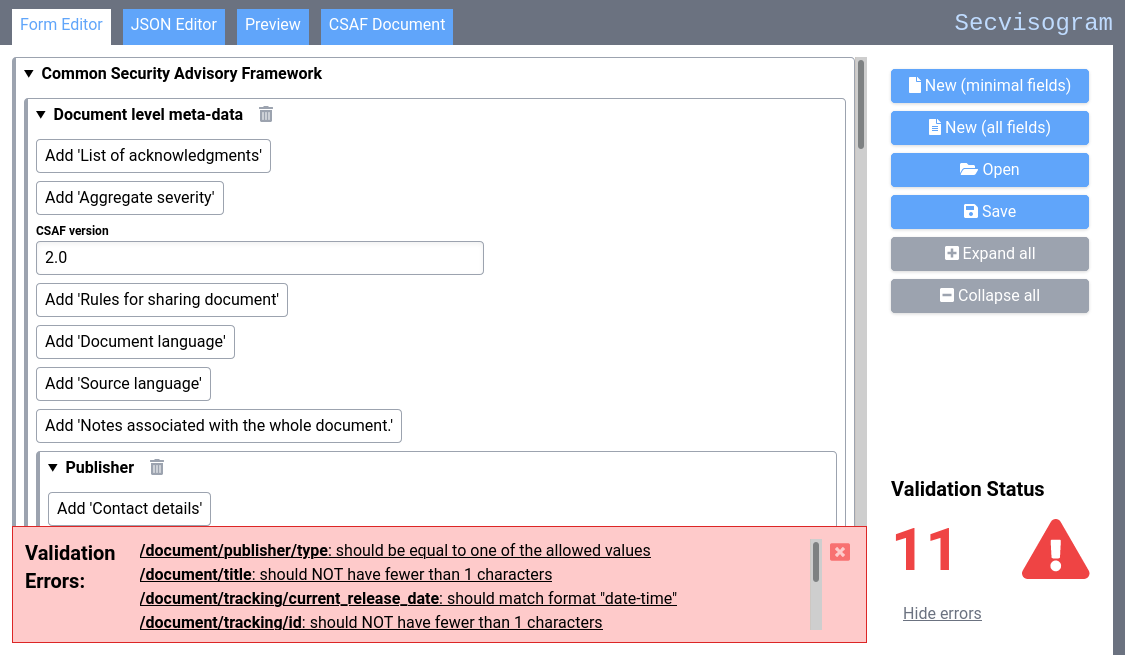 Form Editor
JSON Editor
Preview
CSAF Document
Secvisogram
Common Security Advisory Framework
Document level meta-data
Add 'List of acknowledgments'
Add 'Aggregate severity'
CSAF version
2.0
Add 'Rules for sharing document'
Add 'Document language'
Add 'Source language'
Add 'Notes associated with the whole document.'
Publisher
Add 'Contact details'
New (minimal fields)
New (all fields)
Open
Save
Expand all
Collapse all
Validation Status
11
Hide errors
Validation
Errors:
/document/publisher/type: should be equal to one of the allowed values
/document/title: should NOT have fewer than 1 characters
/document/tracking/current_release_date: should match format "date-time"
/document/tracking/id: should NOT have fewer than 1 characters